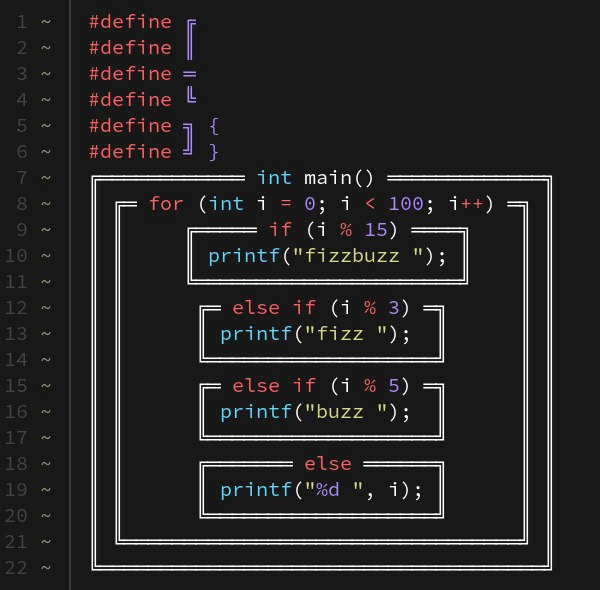 1 ~ #define ╔
2 ~ #define ║
3 ~ #define ═
4 ~ #define ╚
5 ~ #define ╗ {
6 ~ #define ╝ }
7 ~ ╔════════════ int main() ═════════════╗
8 ~ ║ ╔═ for (int i = 0; i < 100; i++) ═╗ ║
9 ~ ║ ║     ╔═════ if (i % 15) ════╗    ║ ║
10 ~ ║ ║     ║ printf("fizzbuzz "); ║    ║ ║
11 ~ ║ ║     ╚══════════════════════╝    ║ ║
12 ~ ║ ║      ╔═ else if (i % 3) ═╗      ║ ║
13 ~ ║ ║      ║ printf("fizz ");  ║      ║ ║
14 ~ ║ ║      ╚═══════════════════╝      ║ ║
15 ~ ║ ║      ╔═ else if (i % 5) ═╗      ║ ║
16 ~ ║ ║      ║ printf("buzz ");  ║      ║ ║
17 ~ ║ ║      ╚═══════════════════╝      ║ ║
18 ~ ║ ║      ╔═══════ else ══════╗      ║ ║
19 ~ ║ ║      ║ printf("%d ", i); ║      ║ ║
20 ~ ║ ║      ╚═══════════════════╝      ║ ║
21 ~ ║ ╚═════════════════════════════════╝ ║
22 ~ ╚═════════════════════════════════════╝